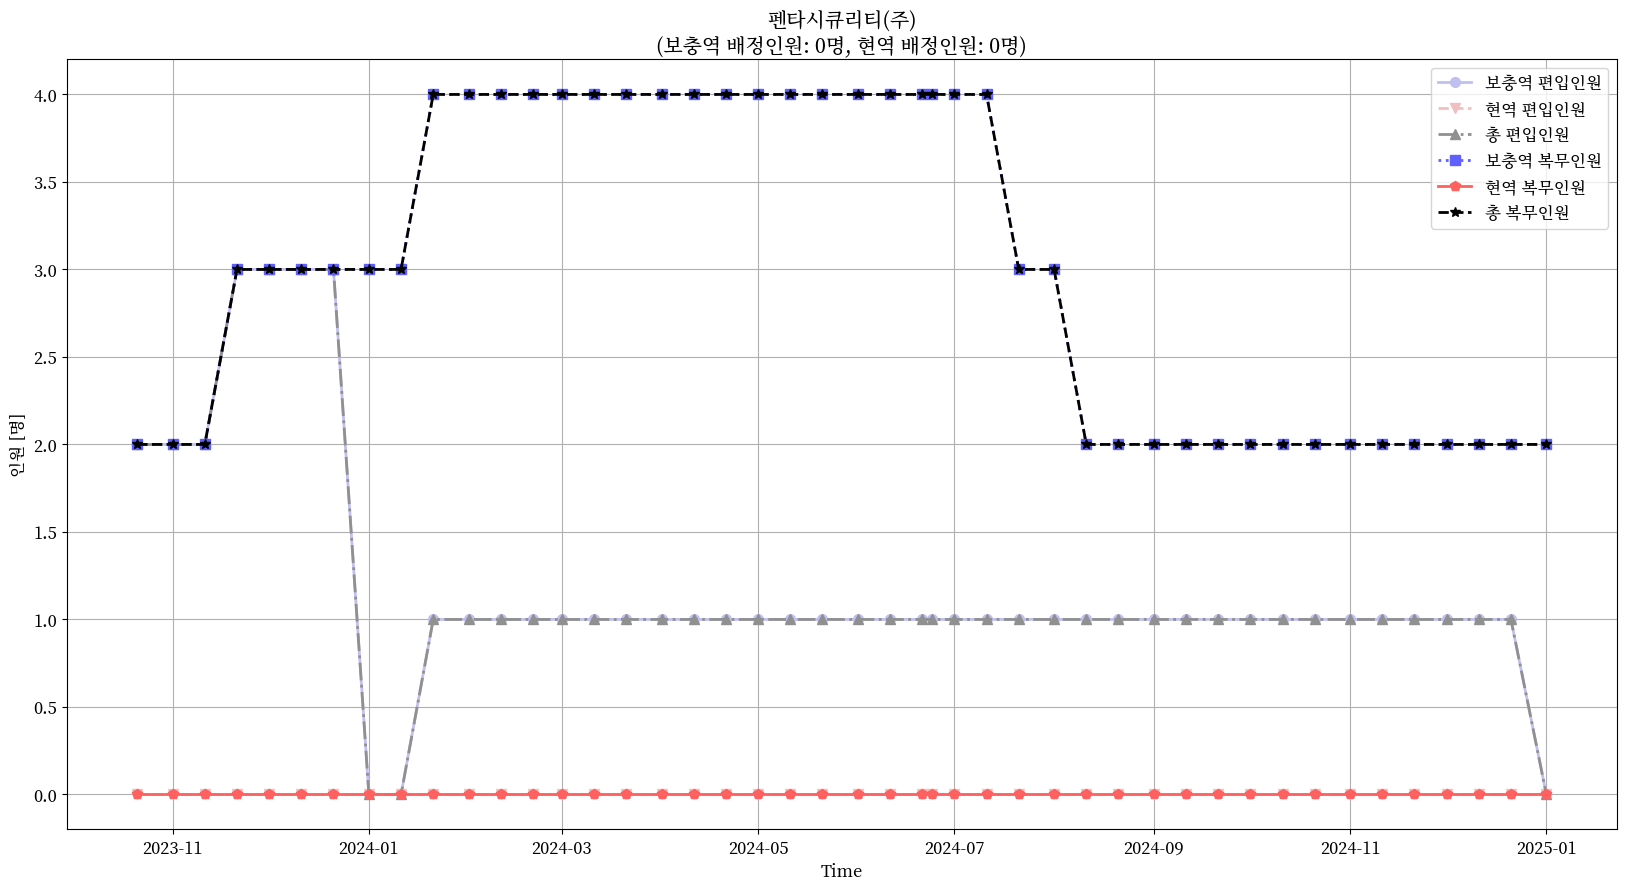 펜타시큐리티(주)
(보충역 배정인원: 0명, 현역 배정인원: 0명)
보충역 편입인원
현역 편입인원
총 편입인원
보충역 복무인원
현역 복무인원
총 복무인원
인원 [명]
4.0
3.5
3.0
2.5
2.0
1.5
1.0
0.5
0.0
2023-11
2024-01
2024-03
2024-05
2024-07
2024-09
2024-11
2025-01
Time